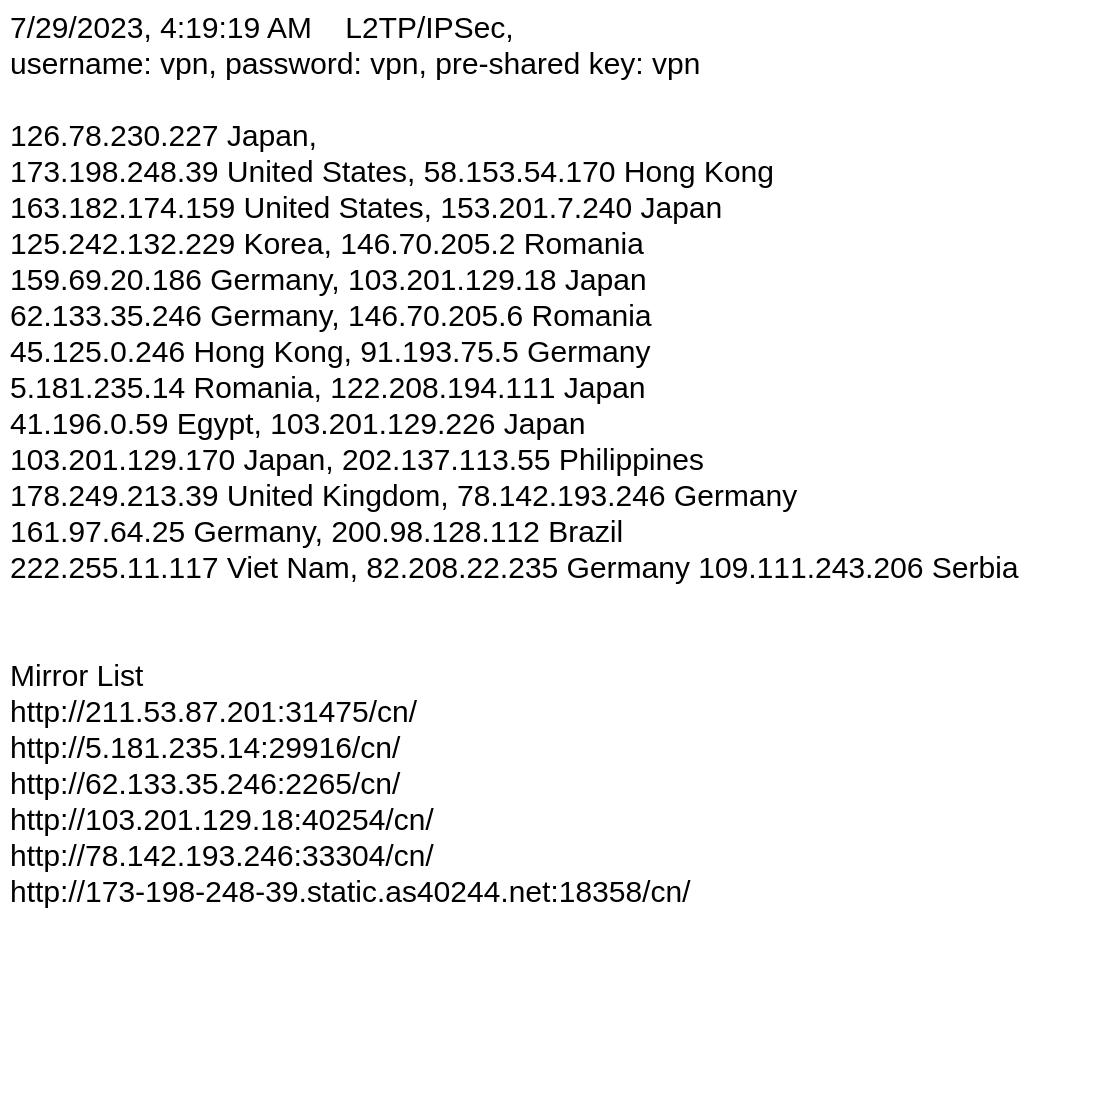 7/29/2023, 4:19:19 AM    L2TP/IPSec,
username: vpn, password: vpn, pre-shared key: vpn
126.78.230.227 Japan,
173.198.248.39 United States, 58.153.54.170 Hong Kong
163.182.174.159 United States, 153.201.7.240 Japan
125.242.132.229 Korea, 146.70.205.2 Romania
159.69.20.186 Germany, 103.201.129.18 Japan
62.133.35.246 Germany, 146.70.205.6 Romania
45.125.0.246 Hong Kong, 91.193.75.5 Germany
5.181.235.14 Romania, 122.208.194.111 Japan
41.196.0.59 Egypt, 103.201.129.226 Japan
103.201.129.170 Japan, 202.137.113.55 Philippines
178.249.213.39 United Kingdom, 78.142.193.246 Germany
161.97.64.25 Germany, 200.98.128.112 Brazil
222.255.11.117 Viet Nam, 82.208.22.235 Germany 109.111.243.206 Serbia
Mirror List
http://211.53.87.201:31475/cn/
http://5.181.235.14:29916/cn/
http://62.133.35.246:2265/cn/
http://103.201.129.18:40254/cn/
http://78.142.193.246:33304/cn/
http://173-198-248-39.static.as40244.net:18358/cn/